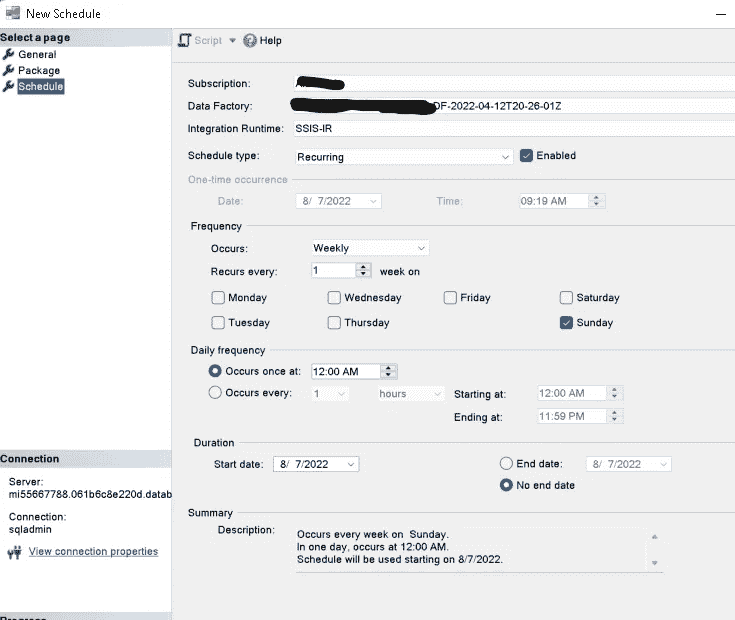 New Schedule
Select a page
General
Package
Schedule
Script Help
Subscription:
Data Factory: DF-2022-04-12T20-26-01Z
Integration Runtime: SSIS-IR
Schedule type: Recurring Enabled
One-time occurrence
Date: 8/ 7/2022 Time: 09:19 AM
Frequency
Occurs: Weekly
Recurs every: 1 week on
Monday Wednesday Friday Saturday
Tuesday Thursday Sunday
Daily frequency
Occurs once at: 12:00 AM
Occurs every: 1 hours Starting at: 12:00 AM
Ending at: 11:59 PM
Duration
Start date: 8/ 7/2022 End date: 8/ 7/2022
No end date
Summary
Description: Occurs every week on Sunday.
In one day, occurs at 12:00 AM.
Schedule will be used starting on 8/7/2022.
Connection
Server:
mi55667788.061b6c8e220d.datab
Connection:
sqladmin
View connection properties